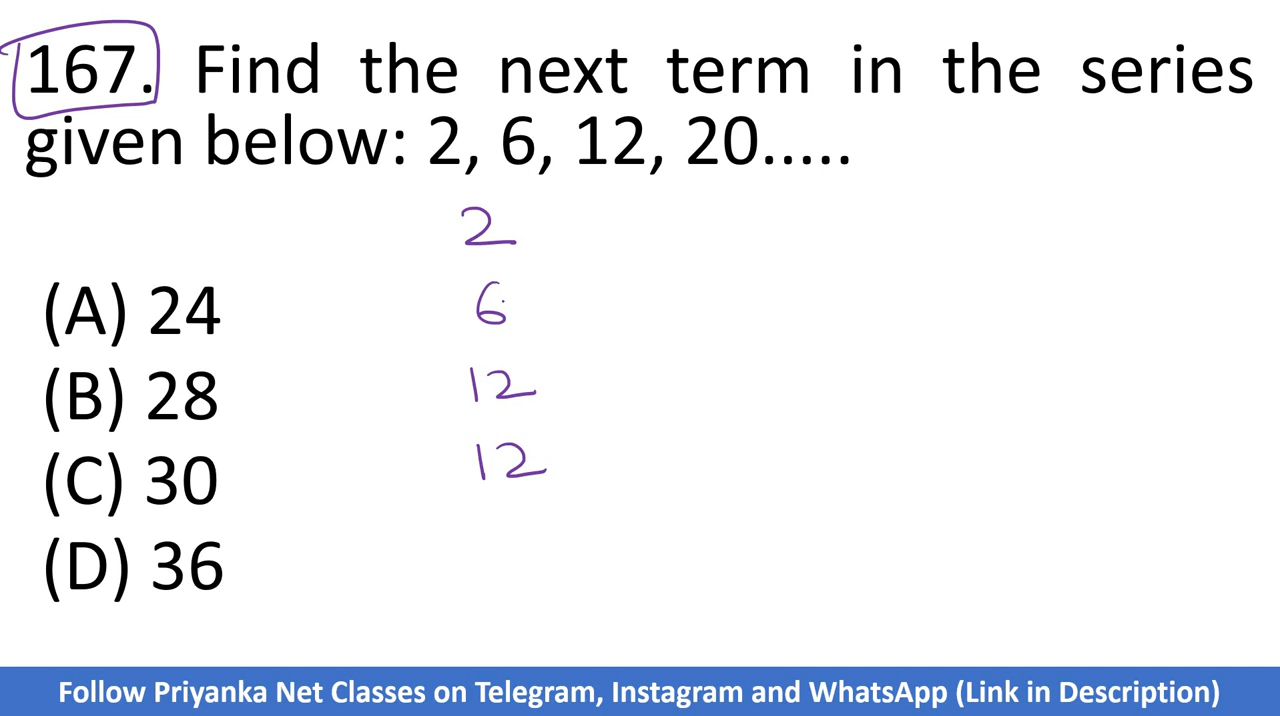 167. Find the next term in the series
given below: 2, 6, 12, 20.....
2
6
12
12
(A) 24
(B) 28
(C) 30
(D) 36
Follow Priyanka Net Classes on Telegram, Instagram and WhatsApp (Link in Description)